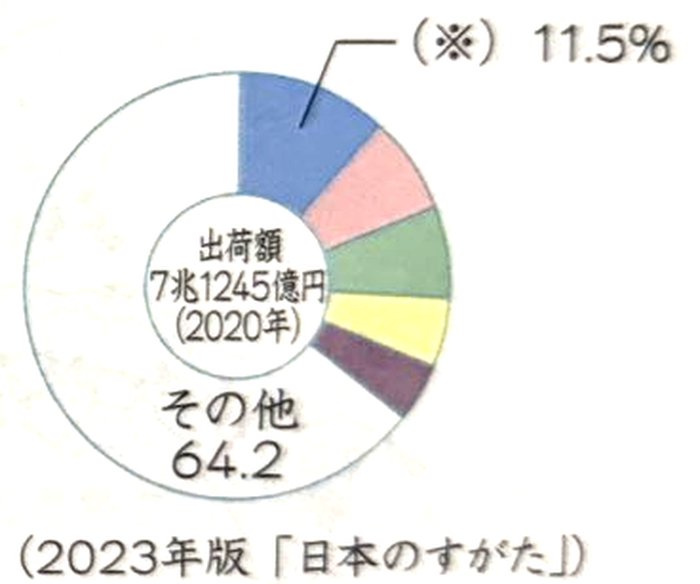 (※) 11.5%
出荷額
7兆1245億円
(2020年)
その他
64.2
(2023年版「日本のすがた」)